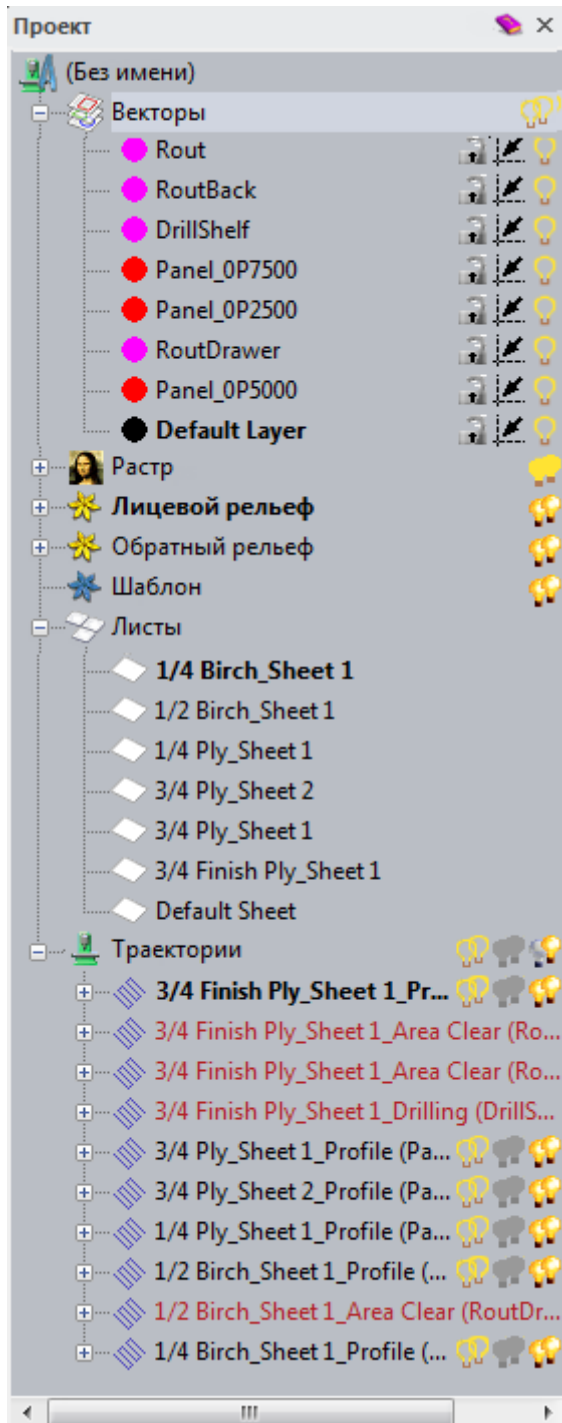 Проект
(Без имени)
Векторы
Rout
RoutBack
DrillShelf
Panel_0P7500
Panel_0P2500
RoutDrawer
Panel_0P5000
Default Layer
Растр
Лицевой рельеф
Обратный рельеф
Шаблон
Листы
1/4 Birch_Sheet 1
1/2 Birch_Sheet 1
1/4 Ply_Sheet 1
3/4 Ply_Sheet 2
3/4 Ply_Sheet 1
3/4 Finish Ply_Sheet 1
Default Sheet
Траектории
3/4 Finish Ply_Sheet 1_Pr...
3/4 Finish Ply_Sheet 1_Area Clear (Ro...
3/4 Finish Ply_Sheet 1_Area Clear (Ro...
3/4 Finish Ply_Sheet 1_Drilling (DrillS...
3/4 Ply_Sheet 1_Profile (Pa...
3/4 Ply_Sheet 2_Profile (Pa...
1/4 Ply_Sheet 1_Profile (Pa...
1/2 Birch_Sheet 1_Profile (...
1/2 Birch_Sheet 1_Area Clear (RoutDr...
1/4 Birch_Sheet 1_Profile (...